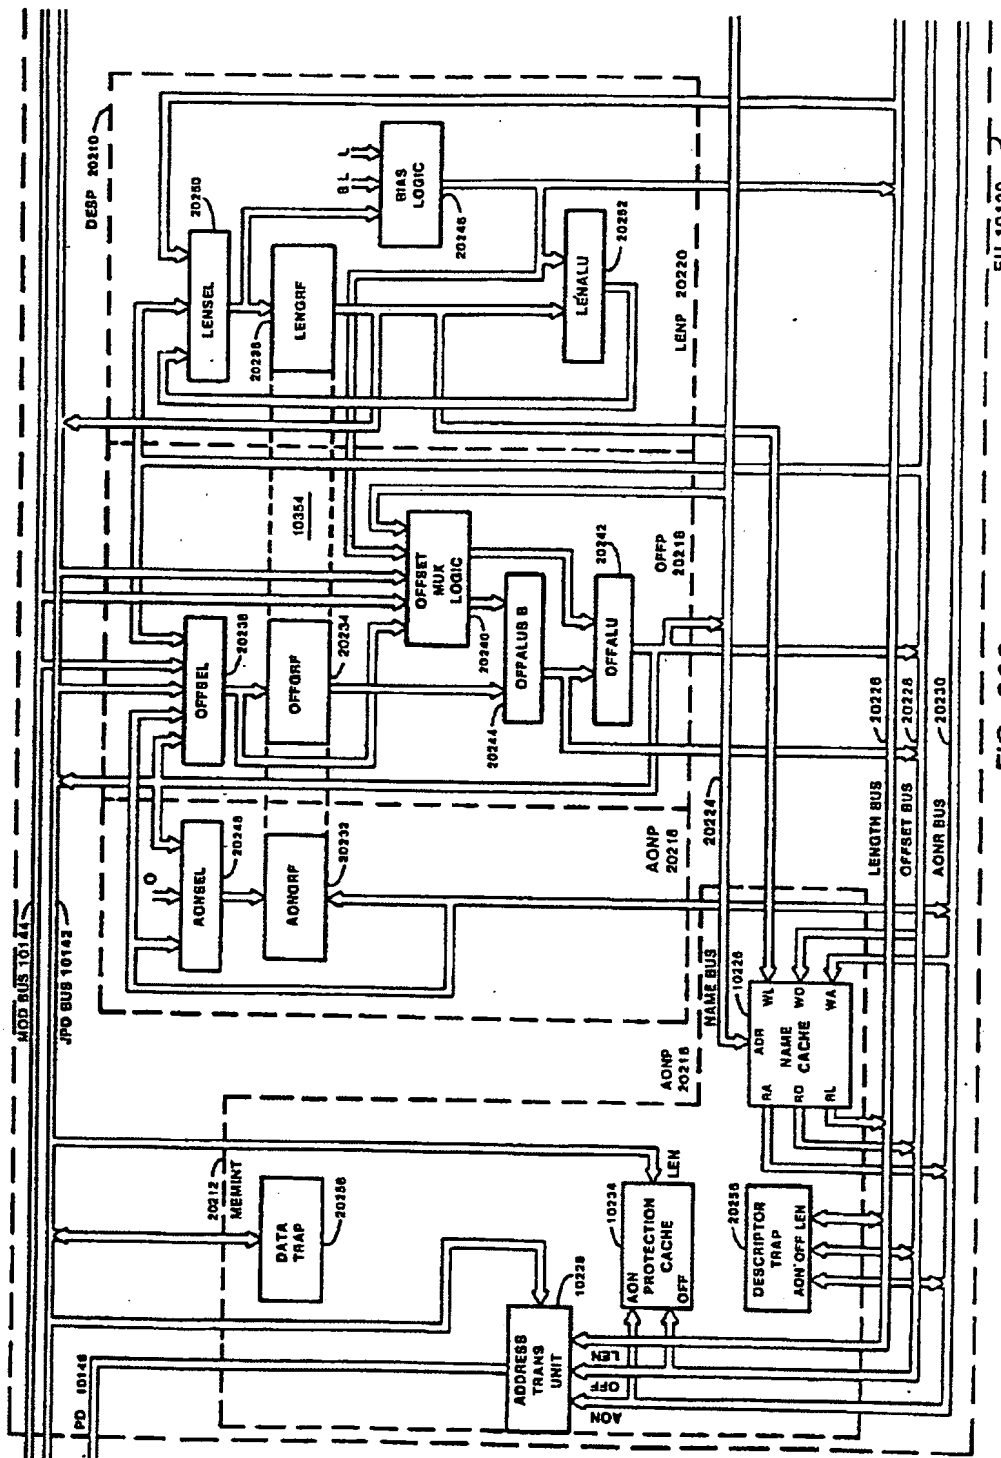 MOD BUS 10144
JPD BUS 10142
PD 10146
DESP 20210
LENSEL
20250
LENGRF
20236
BIAS
LOGIC
20246
BL
L
LENALU
20252
LENP 20220
10354
OFFSEL
20238
OFFGRF
20234
OFFSET
MUX
LOGIC
20240
OFFALUS B
20244
OFFALU
20242
OFFP
20218
AONSEL
20248
O
AONGRF
20232
AONP
20216
20224
NAME BUS
LENGTH BUS
20226
OFFSET BUS
20228
AONR BUS
20230
AONP
20216
10226
NAME
CACHE
ADR
WL
WO
WA
RA
RO
RL
20212
MEMINT
DATA
TRAP
20256
LEN
10234
AON
PROTECTION
CACHE
OFF
10228
ADDRESS
TRANS
UNIT
AON
OFF
LEN
20256
DESCRIPTOR
TRAP
AON OFF LEN